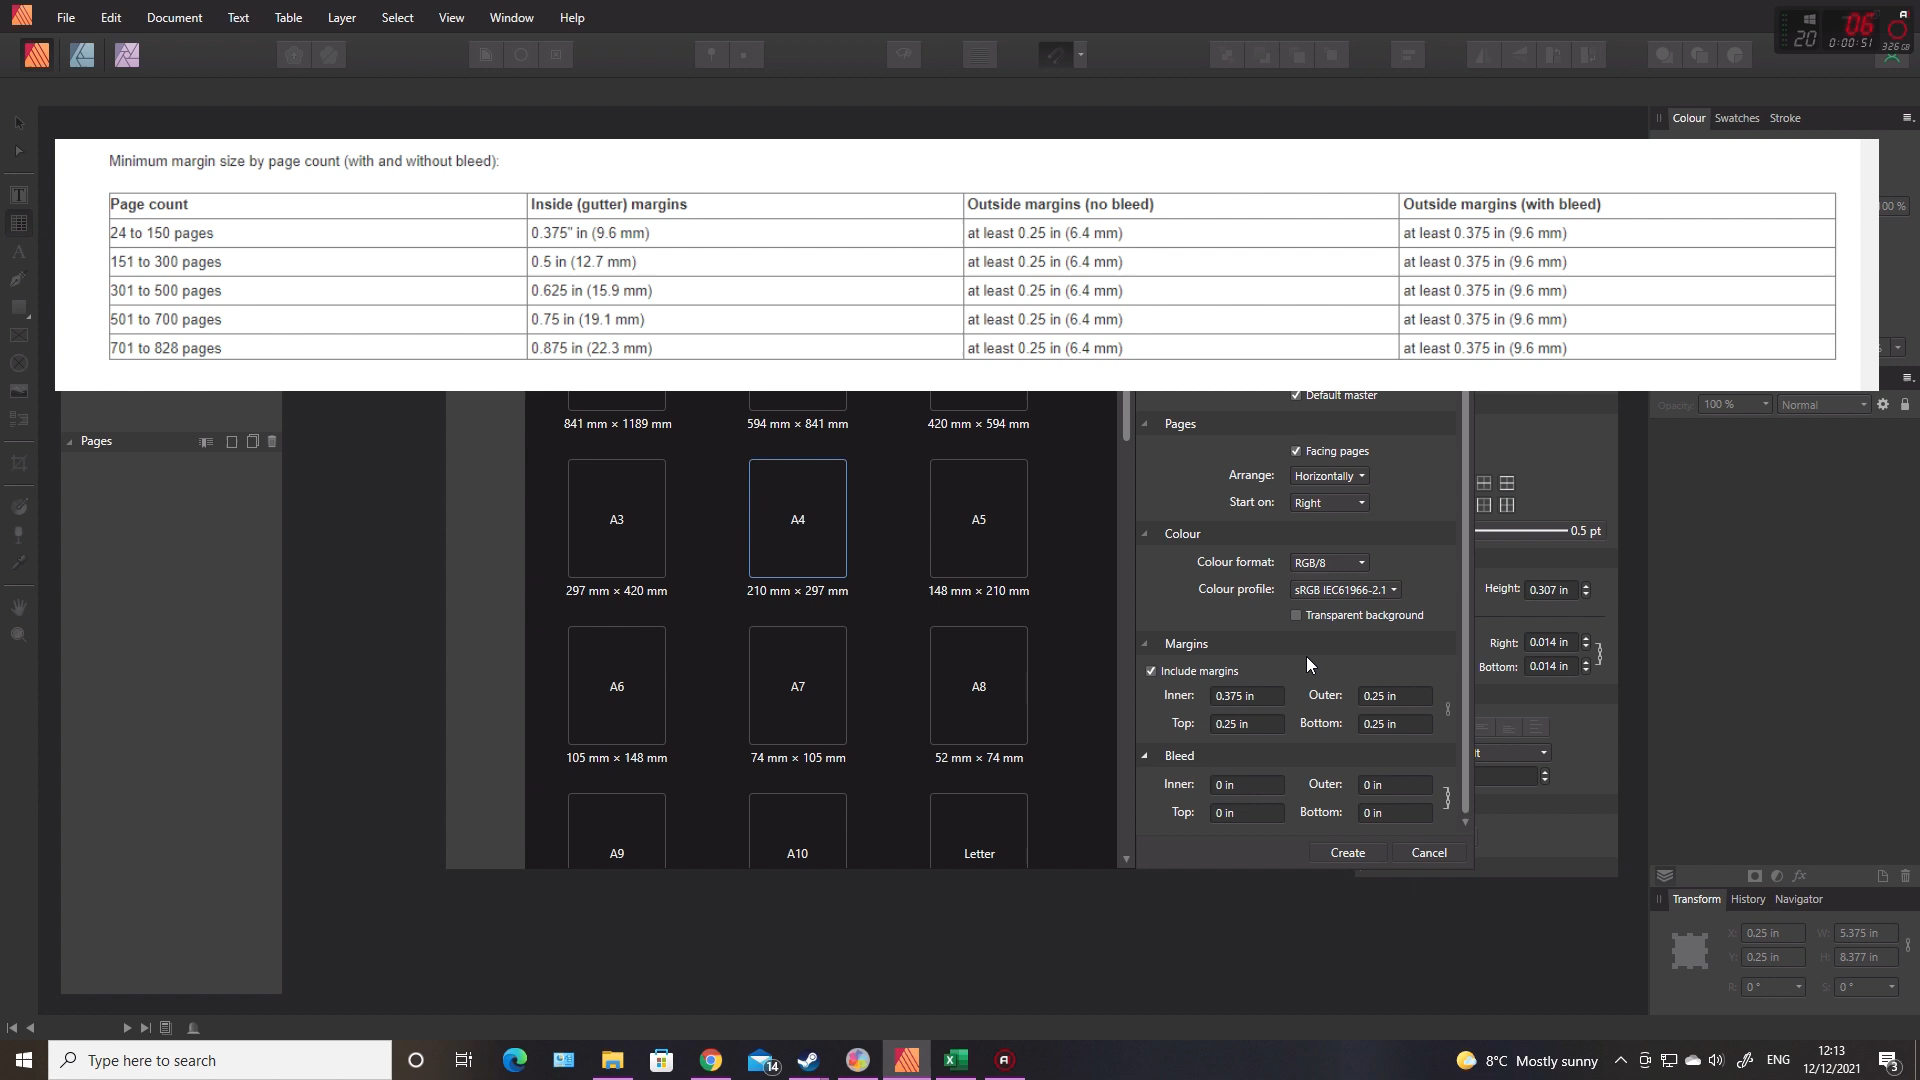 File Edit Document Text Table Layer Select View Window Help
20 06 0:00:51 326 GB
Colour Swatches Stroke
Minimum margin size by page count (with and without bleed):
Page count Inside (gutter) margins Outside margins (no bleed) Outside margins (with bleed)
24 to 150 pages 0.375" in (9.6 mm) at least 0.25 in (6.4 mm) at least 0.375 in (9.6 mm)
151 to 300 pages 0.5 in (12.7 mm) at least 0.25 in (6.4 mm) at least 0.375 in (9.6 mm)
301 to 500 pages 0.625 in (15.9 mm) at least 0.25 in (6.4 mm) at least 0.375 in (9.6 mm)
501 to 700 pages 0.75 in (19.1 mm) at least 0.25 in (6.4 mm) at least 0.375 in (9.6 mm)
701 to 828 pages 0.875 in (22.3 mm) at least 0.25 in (6.4 mm) at least 0.375 in (9.6 mm)
Default master
Opacity: 100 % Normal
841 mm × 1189 mm 594 mm × 841 mm 420 mm × 594 mm
Pages
Pages
Facing pages
Arrange: Horizontally
Start on: Right
A3 A4 A5
0.5 pt
Colour
Colour format: RGB/8
Colour profile: sRGB IEC61966-2.1
297 mm × 420 mm 210 mm × 297 mm 148 mm × 210 mm
Height: 0.307 in
Transparent background
Margins
Right: 0.014 in
Bottom: 0.014 in
Include margins
A6 A7 A8
Inner: 0.375 in Outer: 0.25 in
Top: 0.25 in Bottom: 0.25 in
105 mm × 148 mm 74 mm × 105 mm 52 mm × 74 mm
Bleed
Inner: 0 in Outer: 0 in
Top: 0 in Bottom: 0 in
A9 A10 Letter
Create Cancel
Transform History Navigator
X: 0.25 in W: 5.375 in
Y: 0.25 in H: 8.377 in
R: 0 ° S: 0 °
Type here to search
14
8°C Mostly sunny
ENG
12:13
12/12/2021
3